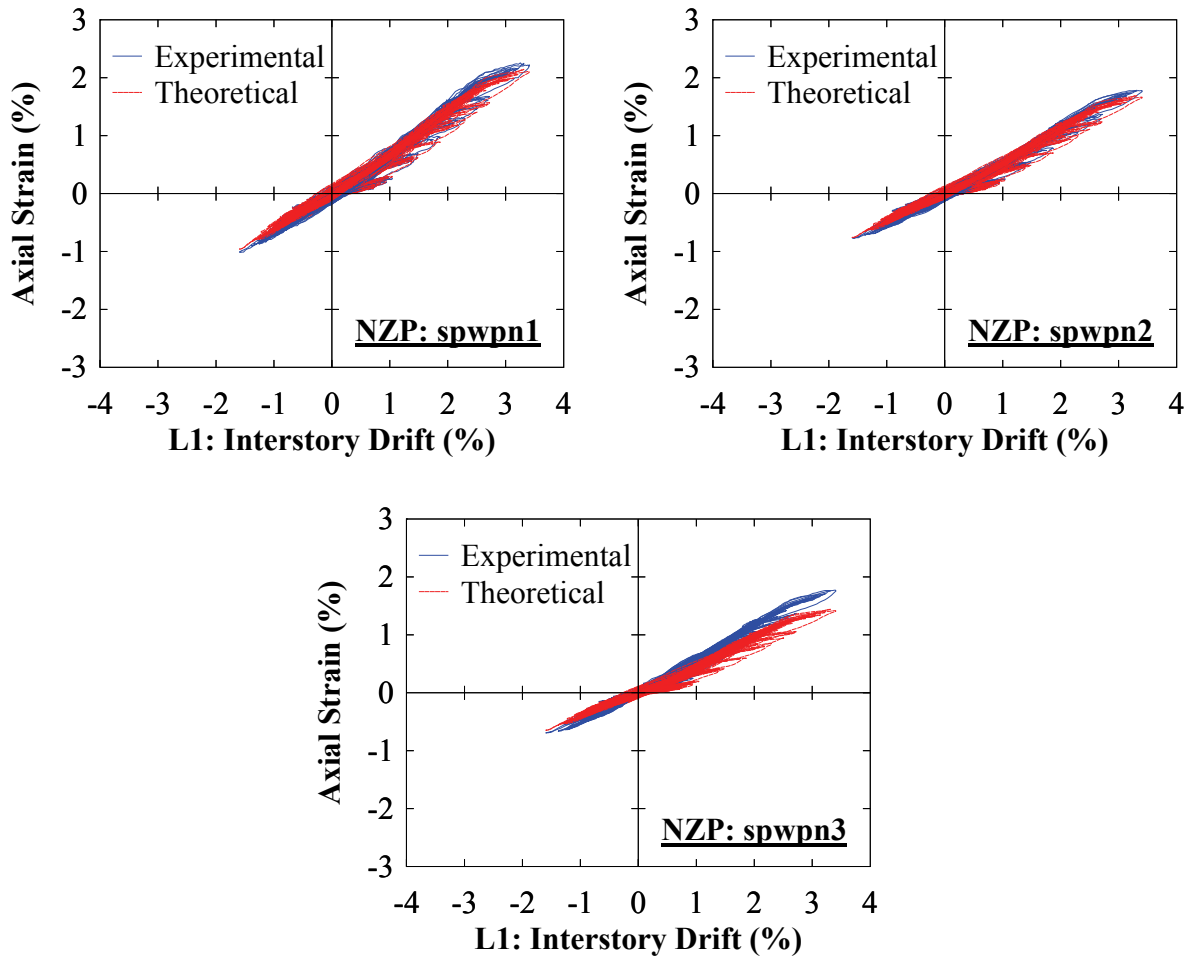 3
2
1
0
-1
-2
-3
Axial Strain (%)
Experimental
Theoretical
NZP: spwpn1
-4 -3 -2 -1 0 1 2 3 4
L1: Interstory Drift (%)
3
2
1
0
-1
-2
-3
Axial Strain (%)
Experimental
Theoretical
NZP: spwpn2
-4 -3 -2 -1 0 1 2 3 4
L1: Interstory Drift (%)
3
2
1
0
-1
-2
-3
Axial Strain (%)
Experimental
Theoretical
NZP: spwpn3
-4 -3 -2 -1 0 1 2 3 4
L1: Interstory Drift (%)